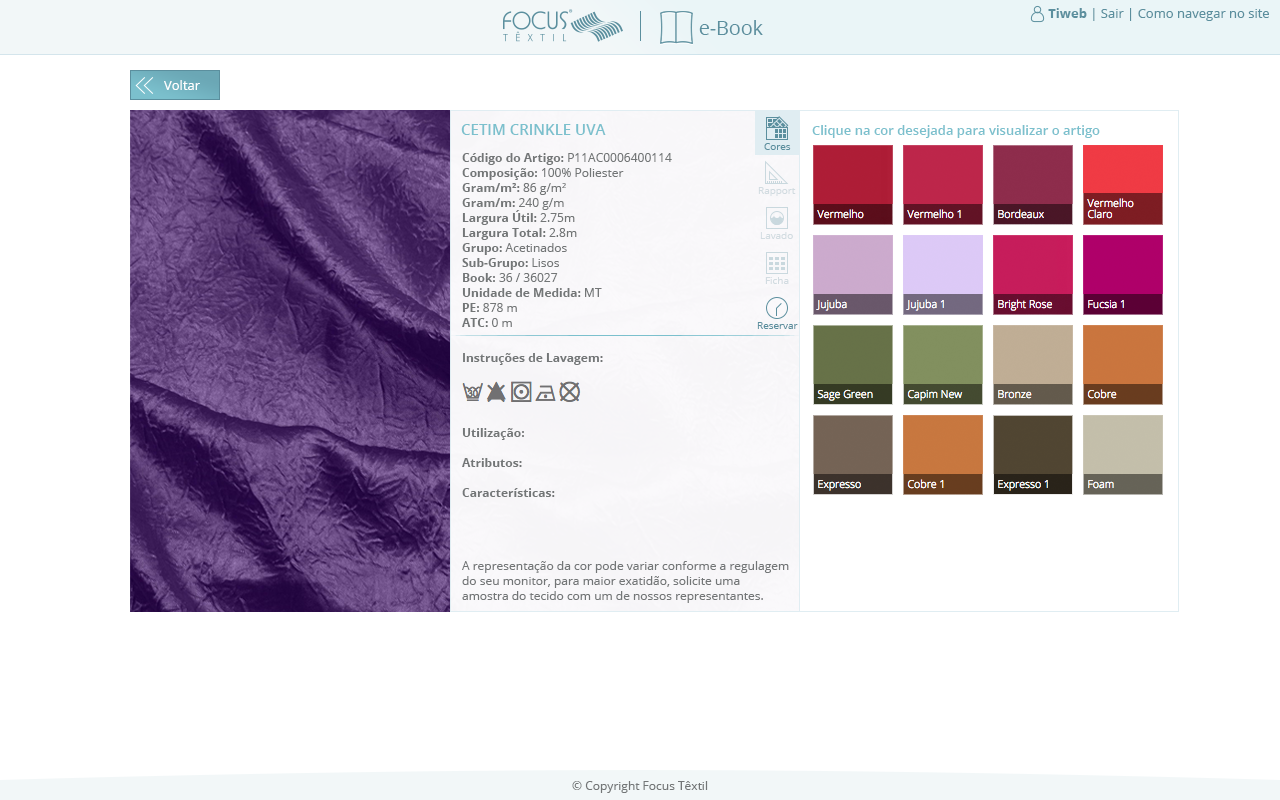 FOCUS
TÊXTIL
e-Book
Tiweb | Sair | Como navegar no site
Voltar
CETIM CRINKLE UVA
Código do Artigo: P11AC0006400114
Composição: 100% Poliester
Gram/m²: 86 g/m²
Gram/m: 240 g/m
Largura Útil: 2.75m
Largura Total: 2.8m
Grupo: Acetinados
Sub-Grupo: Lisos
Book: 36 / 36027
Unidade de Medida: MT
PE: 878 m
ATC: 0 m
Cores
Rapport
Lavado
Ficha
Reservar
Instruções de Lavagem:
Utilização:
Atributos:
Características:
A representação da cor pode variar conforme a regulagem
do seu monitor, para maior exatidão, solicite uma
amostra do tecido com um de nossos representantes.
Clique na cor desejada para visualizar o artigo
Vermelho
Vermelho 1
Bordeaux
Vermelho
Claro
Jujuba
Jujuba 1
Bright Rose
Fucsia 1
Sage Green
Capim New
Bronze
Cobre
Expresso
Cobre 1
Expresso 1
Foam
© Copyright Focus Têxtil